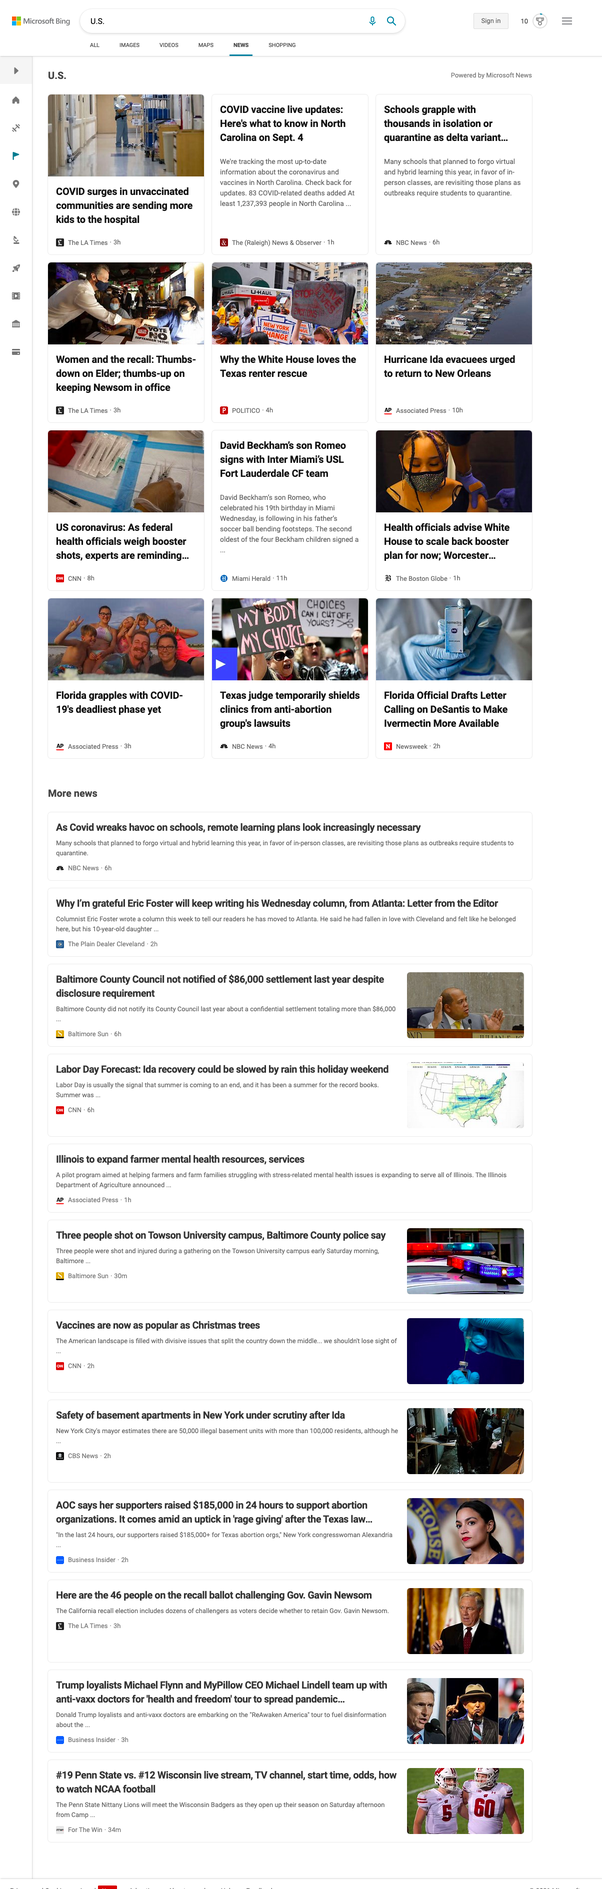 Microsoft Bing
U.S.
Sign in
10
ALL
IMAGES
VIDEOS
MAPS
NEWS
SHOPPING
U.S.
Powered by Microsoft News
COVID surges in unvaccinated
communities are sending more
kids to the hospital
The LA Times · 3h
COVID vaccine live updates:
Here's what to know in North
Carolina on Sept. 4
We're tracking the most up-to-date
information about the coronavirus and
vaccines in North Carolina. Check back for
updates. 83 COVID-related deaths added At
least 1,237,393 people in North Carolina ...
The (Raleigh) News & Observer · 1h
Schools grapple with
thousands in isolation or
quarantine as delta variant…
Many schools that planned to forgo virtual
and hybrid learning this year, in favor of in-
person classes, are revisiting those plans as
outbreaks require students to quarantine.
NBC News · 6h
VOTE
NO
Women and the recall: Thumbs-
down on Elder; thumbs-up on
keeping Newsom in office
The LA Times · 3h
U-HAUL
NEW YORK
CHANGE
Why the White House loves the
Texas renter rescue
POLITICO · 4h
Hurricane Ida evacuees urged
to return to New Orleans
AP
Associated Press · 10h
US coronavirus: As federal
health officials weigh booster
shots, experts are reminding…
CNN · 8h
David Beckham's son Romeo
signs with Inter Miami's USL
Fort Lauderdale CF team
David Beckham's son Romeo, who
celebrated his 19th birthday in Miami
Wednesday, is following in his father's
soccer ball bending footsteps. The second
oldest of the four Beckham children signed a
...
Miami Herald · 11h
Health officials advise White
House to scale back booster
plan for now; Worcester…
The Boston Globe · 1h
Florida grapples with COVID-
19's deadliest phase yet
AP
Associated Press · 3h
MY BODY
MY CHOICE
CHOICES
CAN I CUT OFF
YOURS?
Texas judge temporarily shields
clinics from anti-abortion
group's lawsuits
NBC News · 4h
Florida Official Drafts Letter
Calling on DeSantis to Make
Ivermectin More Available
N
Newsweek · 2h
More news
As Covid wreaks havoc on schools, remote learning plans look increasingly necessary
Many schools that planned to forgo virtual and hybrid learning this year, in favor of in-person classes, are revisiting those plans as outbreaks require students to
quarantine.
NBC News · 6h
Why I'm grateful Eric Foster will keep writing his Wednesday column, from Atlanta: Letter from the Editor
Columnist Eric Foster wrote a column this week to tell our readers he has moved to Atlanta. He said he had fallen in love with Cleveland and felt like he belonged
here, but his 10-year-old daughter ...
The Plain Dealer Cleveland · 2h
Baltimore County Council not notified of $86,000 settlement last year despite
disclosure requirement
Baltimore County did not notify its County Council last year about a confidential settlement totaling more than $86,000
...
Baltimore Sun · 6h
Labor Day Forecast: Ida recovery could be slowed by rain this holiday weekend
Labor Day is usually the signal that summer is coming to an end, and it has been a summer for the record books.
Summer was ...
CNN · 6h
Illinois to expand farmer mental health resources, services
A pilot program aimed at helping farmers and farm families struggling with stress-related mental health issues is expanding to serve all of Illinois. The Illinois
Department of Agriculture announced ...
AP
Associated Press · 1h
Three people shot on Towson University campus, Baltimore County police say
Three people were shot and injured during a gathering on the Towson University campus early Saturday morning,
Baltimore ...
Baltimore Sun · 30m
Vaccines are now as popular as Christmas trees
The American landscape is filled with divisive issues that split the country down the middle... we shouldn't lose sight of
...
CNN · 2h
Safety of basement apartments in New York under scrutiny after Ida
New York City's mayor estimates there are 50,000 illegal basement units with more than 100,000 residents, although he
...
CBS News · 2h
AOC says her supporters raised $185,000 in 24 hours to support abortion
organizations. It comes amid an uptick in 'rage giving' after the Texas law…
"In the last 24 hours, our supporters raised $185,000+ for Texas abortion orgs," New York congresswoman Alexandria
...
Business Insider · 2h
HOUSE
Here are the 46 people on the recall ballot challenging Gov. Gavin Newsom
The California recall election includes dozens of challengers as voters decide whether to retain Gov. Gavin Newsom.
The LA Times · 3h
Trump loyalists Michael Flynn and MyPillow CEO Michael Lindell team up with
anti-vaxx doctors for 'health and freedom' tour to spread pandemic…
Donald Trump loyalists and anti-vaxx doctors are embarking on the "ReAwaken America" tour to fuel disinformation
about the ...
Business Insider · 3h
#19 Penn State vs. #12 Wisconsin live stream, TV channel, start time, odds, how
to watch NCAA football
The Penn State Nittany Lions will meet the Wisconsin Badgers as they open up their season on Saturday afternoon
from Camp ...
For The Win · 34m
5
60